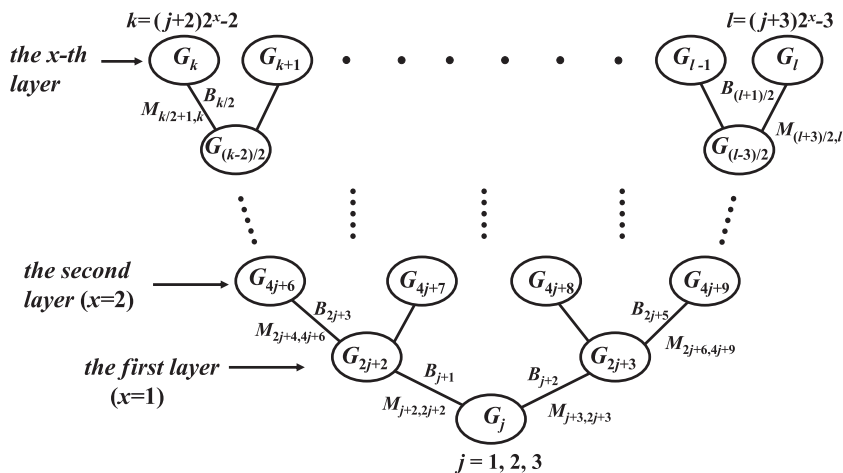 k=(j+2)2ˣ-2
l=(j+3)2ˣ-3
the x-th
layer
Gₖ
Gₖ₊₁
G_{l-1}
G_l
B_{k/2}
B_{(l+1)/2}
M_{k/2+1,k}
M_{(l+3)/2,l}
G_{(k-2)/2}
G_{(l-3)/2}
the second
layer (x=2)
G_{4j+6}
G_{4j+7}
G_{4j+8}
G_{4j+9}
B_{2j+3}
B_{2j+5}
M_{2j+4,4j+6}
M_{2j+6,4j+9}
the first layer
(x=1)
G_{2j+2}
G_{2j+3}
B_{j+1}
B_{j+2}
M_{j+2,2j+2}
M_{j+3,2j+3}
G_j
j = 1, 2, 3